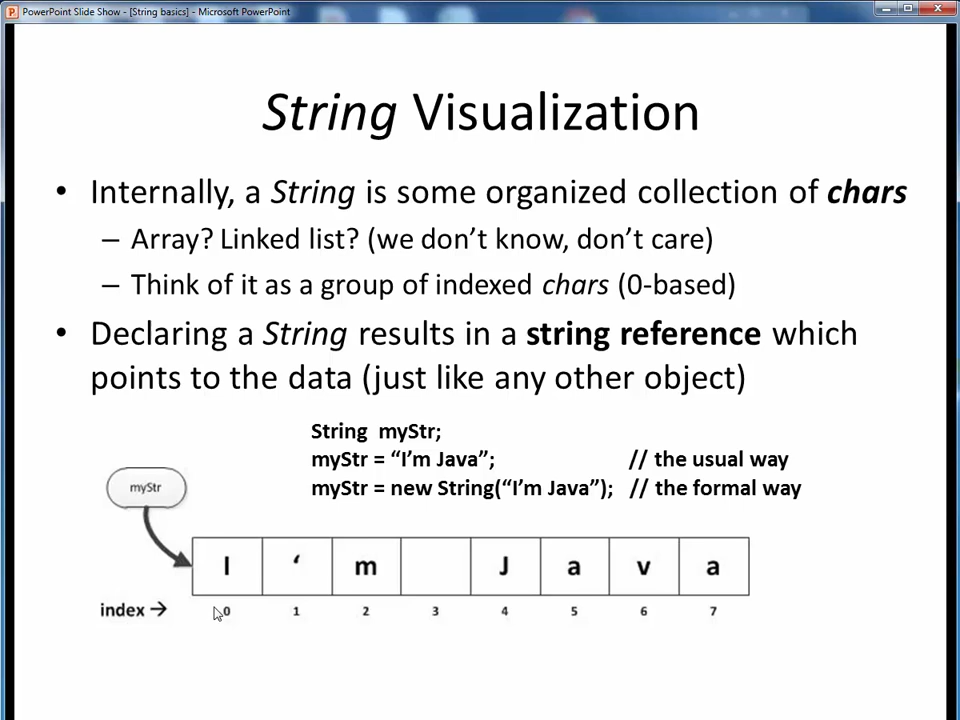 PowerPoint Slide Show - [String basics] - Microsoft PowerPoint
String Visualization
• Internally, a String is some organized collection of chars
– Array? Linked list? (we don’t know, don’t care)
– Think of it as a group of indexed chars (0-based)
• Declaring a String results in a string reference which
points to the data (just like any other object)
String myStr;
myStr = “I’m Java”; // the usual way
myStr = new String(“I’m Java”); // the formal way
myStr
I ‘ m J a v a
index → 0 1 2 3 4 5 6 7